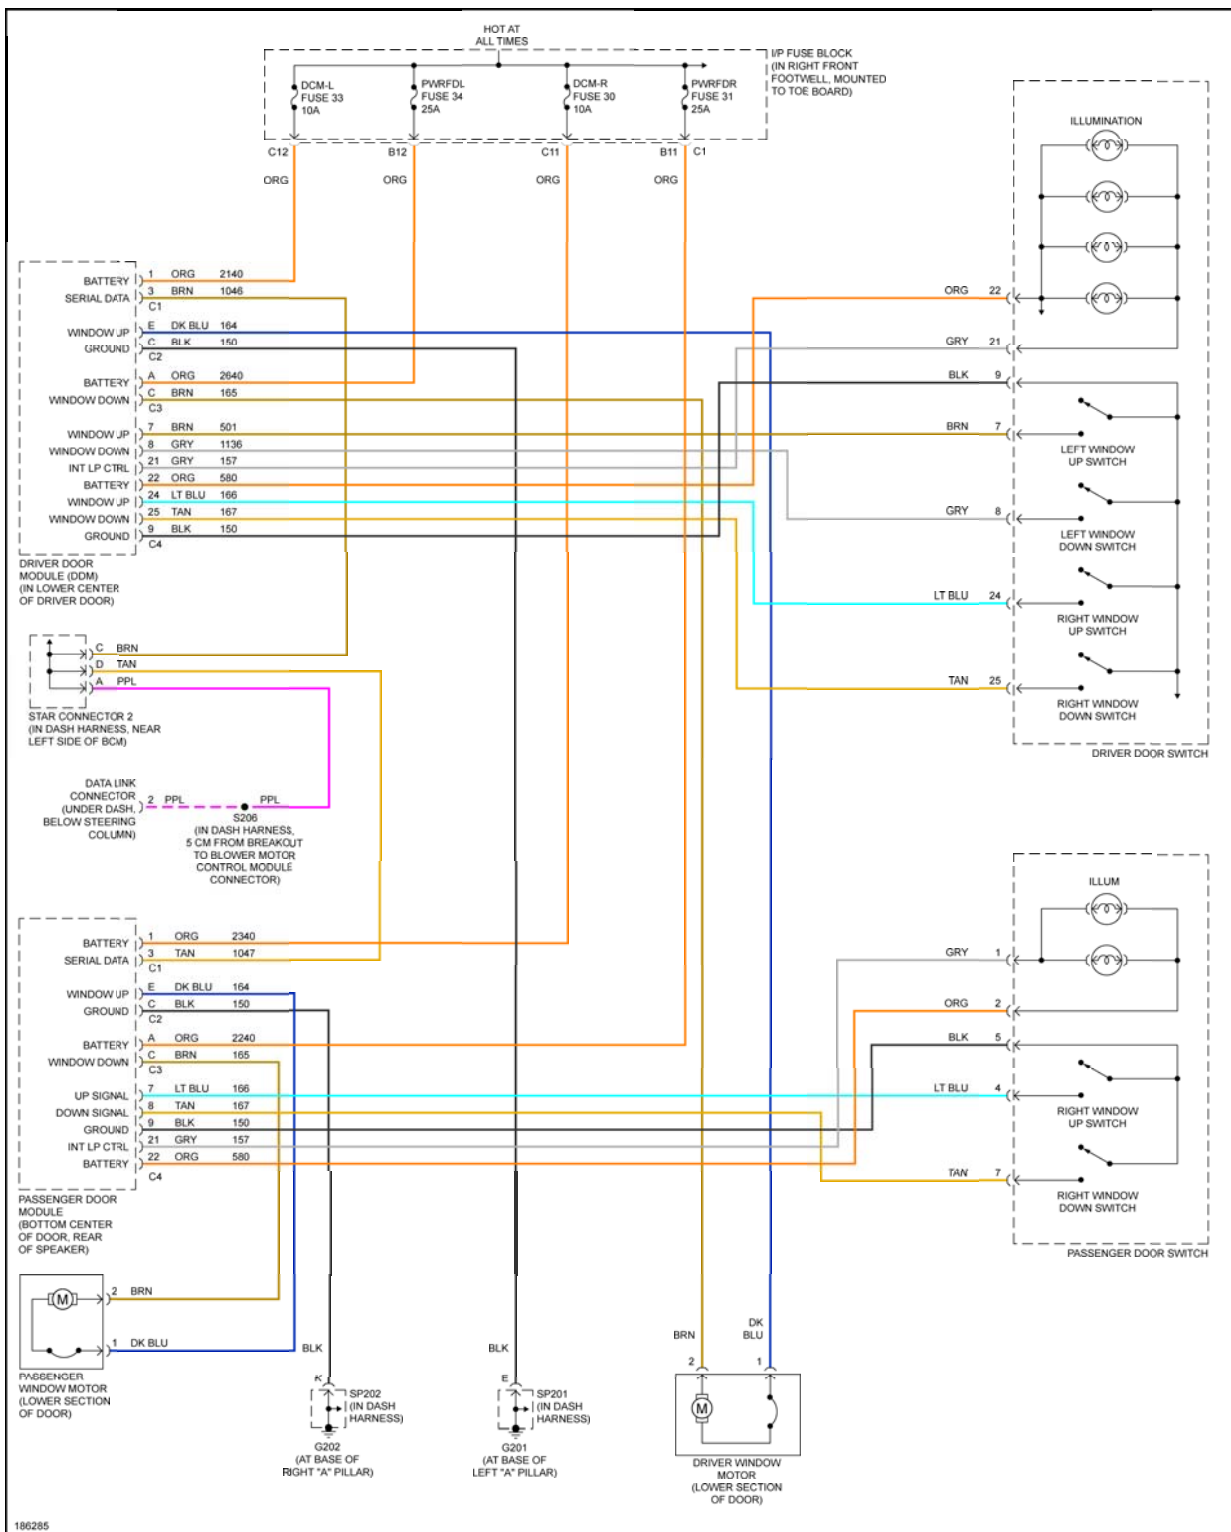 HOT AT
ALL TIMES
I/P FUSE BLOCK
(IN RIGHT FRONT
FOOTWELL, MOUNTED
TO TOE BOARD)
DCM-L
FUSE 33
10A
PWRFDL
FUSE 34
25A
DCM-R
FUSE 30
10A
PWRFDR
FUSE 31
25A
C12
B12
C11
B11
C1
ORG
ORG
ORG
ORG
ILLUMINATION
BATTERY 1 ORG 2140
SERIAL DATA 3 BRN 1046
C1
WINDOW UP E DK BLU 164
GROUND C BLK 150
C2
BATTERY A ORG 2640
WINDOW DOWN C BRN 165
C3
WINDOW UP 7 BRN 501
WINDOW DOWN 8 GRY 1136
INT LP CTRL 21 GRY 157
BATTERY 22 ORG 580
WINDOW UP 24 LT BLU 166
WINDOW DOWN 25 TAN 167
GROUND 9 BLK 150
C4
DRIVER DOOR
MODULE (DDM)
(IN LOWER CENTER
OF DRIVER DOOR)
ORG 22
GRY 21
BLK 9
BRN 7
LEFT WINDOW
UP SWITCH
GRY 8
LEFT WINDOW
DOWN SWITCH
LT BLU 24
RIGHT WINDOW
UP SWITCH
TAN 25
RIGHT WINDOW
DOWN SWITCH
DRIVER DOOR SWITCH
C BRN
D TAN
A PPL
STAR CONNECTOR 2
(IN DASH HARNESS, NEAR
LEFT SIDE OF BCM)
DATA LINK
CONNECTOR
(UNDER DASH,
BELOW STEERING
COLUMN)
2 PPL
PPL
S206
(IN DASH HARNESS,
5 CM FROM BREAKOUT
TO BLOWER MOTOR
CONTROL MODULE
CONNECTOR)
ILLUM
BATTERY 1 ORG 2340
SERIAL DATA 3 TAN 1047
C1
WINDOW UP E DK BLU 164
GROUND C BLK 150
C2
BATTERY A ORG 2240
WINDOW DOWN C BRN 165
C3
UP SIGNAL 7 LT BLU 166
DOWN SIGNAL 8 TAN 167
GROUND 9 BLK 150
INT LP CTRL 21 GRY 157
BATTERY 22 ORG 580
C4
PASSENGER DOOR
MODULE
(BOTTOM CENTER
OF DOOR, REAR
OF SPEAKER)
GRY 1
ORG 2
BLK 5
LT BLU 4
RIGHT WINDOW
UP SWITCH
TAN 7
RIGHT WINDOW
DOWN SWITCH
PASSENGER DOOR SWITCH
M
2 BRN
1 DK BLU
PASSENGER
WINDOW MOTOR
(LOWER SECTION
OF DOOR)
BLK
K
SP202
(IN DASH
HARNESS)
G202
(AT BASE OF
RIGHT "A" PILLAR)
BLK
E
SP201
(IN DASH
HARNESS)
G201
(AT BASE OF
LEFT "A" PILLAR)
BRN
DK
BLU
2
1
M
DRIVER WINDOW
MOTOR
(LOWER SECTION
OF DOOR)
186285